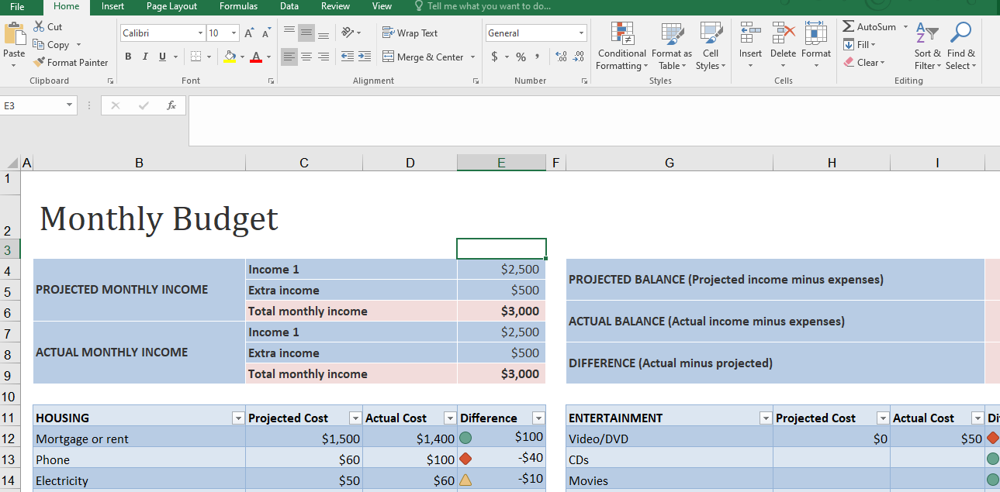 File Home Insert Page Layout Formulas Data Review View Tell me what you want to do...
Paste
Cut
Copy
Format Painter
Clipboard
Calibri 10 A A
B I U A
Font
Wrap Text
Merge & Center
Alignment
General
$ % , .0 .00
Number
Conditional Formatting
Format as Table
Cell Styles
Styles
Insert Delete Format
Cells
AutoSum
Fill
Clear
Sort & Filter
Find & Select
Editing
E3 fx
A B C D E F G H I
1
2 Monthly Budget
3
4 Income 1 $2,500
PROJECTED BALANCE (Projected income minus expenses)
5 PROJECTED MONTHLY INCOME Extra income $500
6 Total monthly income $3,000
ACTUAL BALANCE (Actual income minus expenses)
7 Income 1 $2,500
8 ACTUAL MONTHLY INCOME Extra income $500
DIFFERENCE (Actual minus projected)
9 Total monthly income $3,000
10
11 HOUSING Projected Cost Actual Cost Difference ENTERTAINMENT Projected Cost Actual Cost Di
12 Mortgage or rent $1,500 $1,400 $100 Video/DVD $0 $50
13 Phone $60 $100 -$40 CDs
14 Electricity $50 $60 -$10 Movies